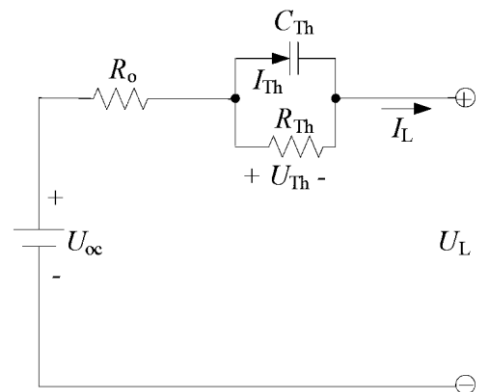 C_Th
R_o
I_Th
R_Th
I_L
+ U_Th -
+
U_oc
U_L
-